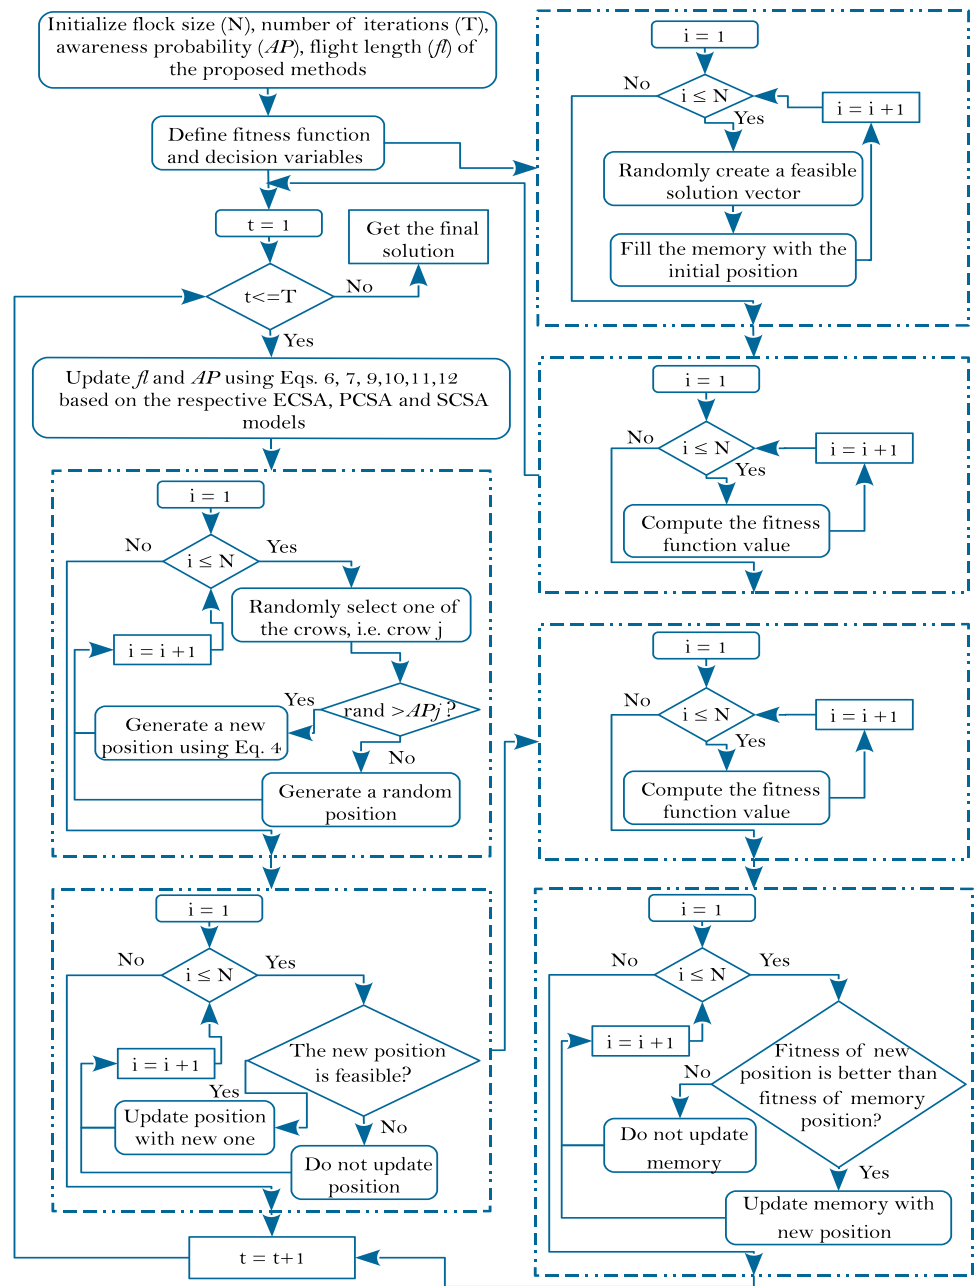 Initialize flock size (N), number of iterations (T),
awareness probability (AP), flight length (fl) of
the proposed methods
Define fitness function
and decision variables
t = 1
Get the final
solution
t<=T
No
Yes
Update fl and AP using Eqs. 6, 7, 9,10,11,12
based on the respective ECSA, PCSA and SCSA
models
i = 1
No
i ≤ N
Yes
Randomly select one of
the crows, i.e. crow j
i = i +1
Yes
rand >APj ?
Generate a new
position using Eq. 4
No
Generate a random
position
i = 1
No
i ≤ N
Yes
i = i+1
The new position
is feasible?
Yes
Update position
with new one
No
Do not update
position
t = t+1
i = 1
No
i ≤ N
i = i +1
Yes
Randomly create a feasible
solution vector
Fill the memory with the
initial position
i = 1
No
i ≤ N
i = i +1
Yes
Compute the fitness
function value
i = 1
No
i ≤ N
i = i +1
Yes
Compute the fitness
function value
i = 1
No
i ≤ N
Yes
i = i +1
Fitness of new
position is better than
fitness of memory
position?
No
Do not update
memory
Yes
Update memory with
new position